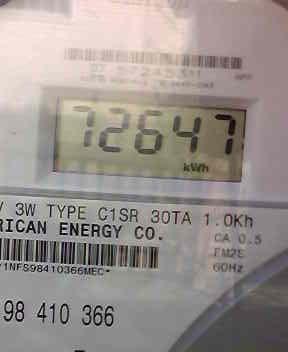 72647
kWh
V 3W TYPE C1SR 30TA 1.0Kh
RICAN ENERGY CO.
CA 0.5
FM2S
60Hz
98 410 366